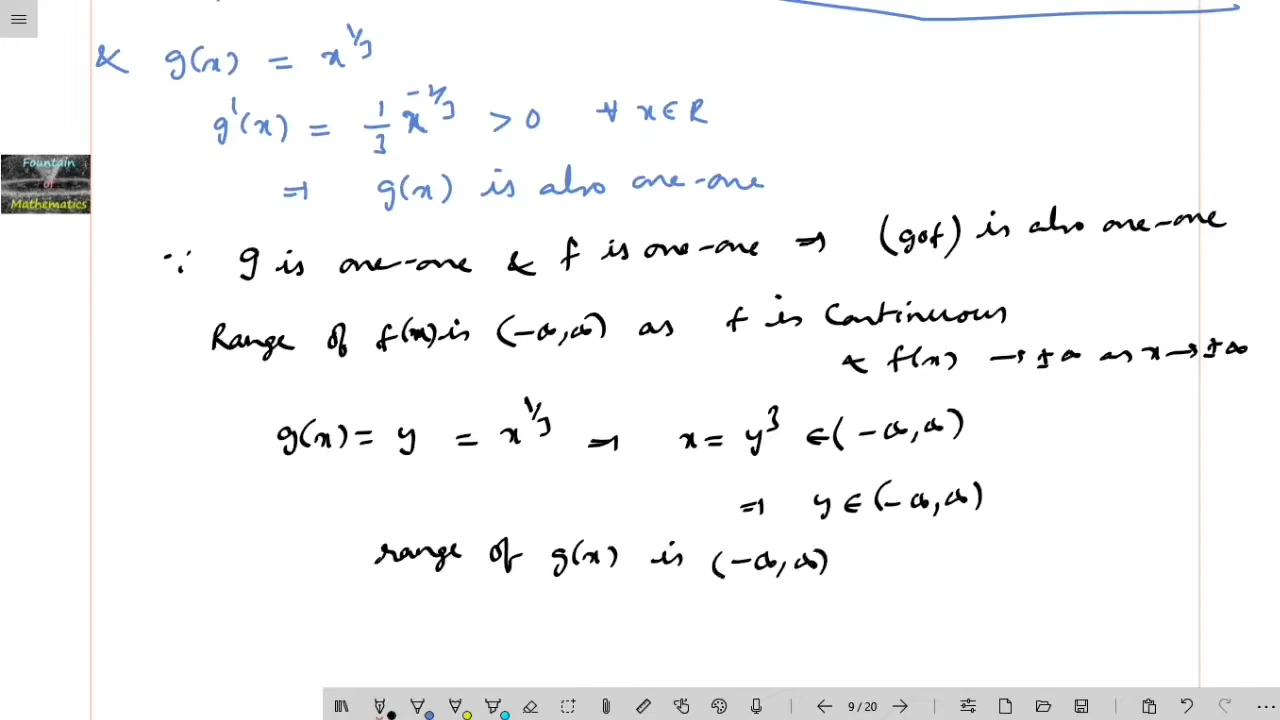 & g(x) = x^1/3
g'(x) = 1/3 x^-2/3 > 0 ∀ x ∈ R
⇒ g(x) is also one-one
Fountain
of
Mathematics
∵ g is one-one & f is one-one ⇒ (gof) is also one-one
Range of f(x) is (-∞,∞) as f is Continuous
& f(x) → ±∞ as x → ±∞
g(x) = y = x^1/3 ⇒ x = y^3 ∈ (-∞,∞)
⇒ y ∈ (-∞,∞)
range of g(x) is (-∞,∞)
9/20